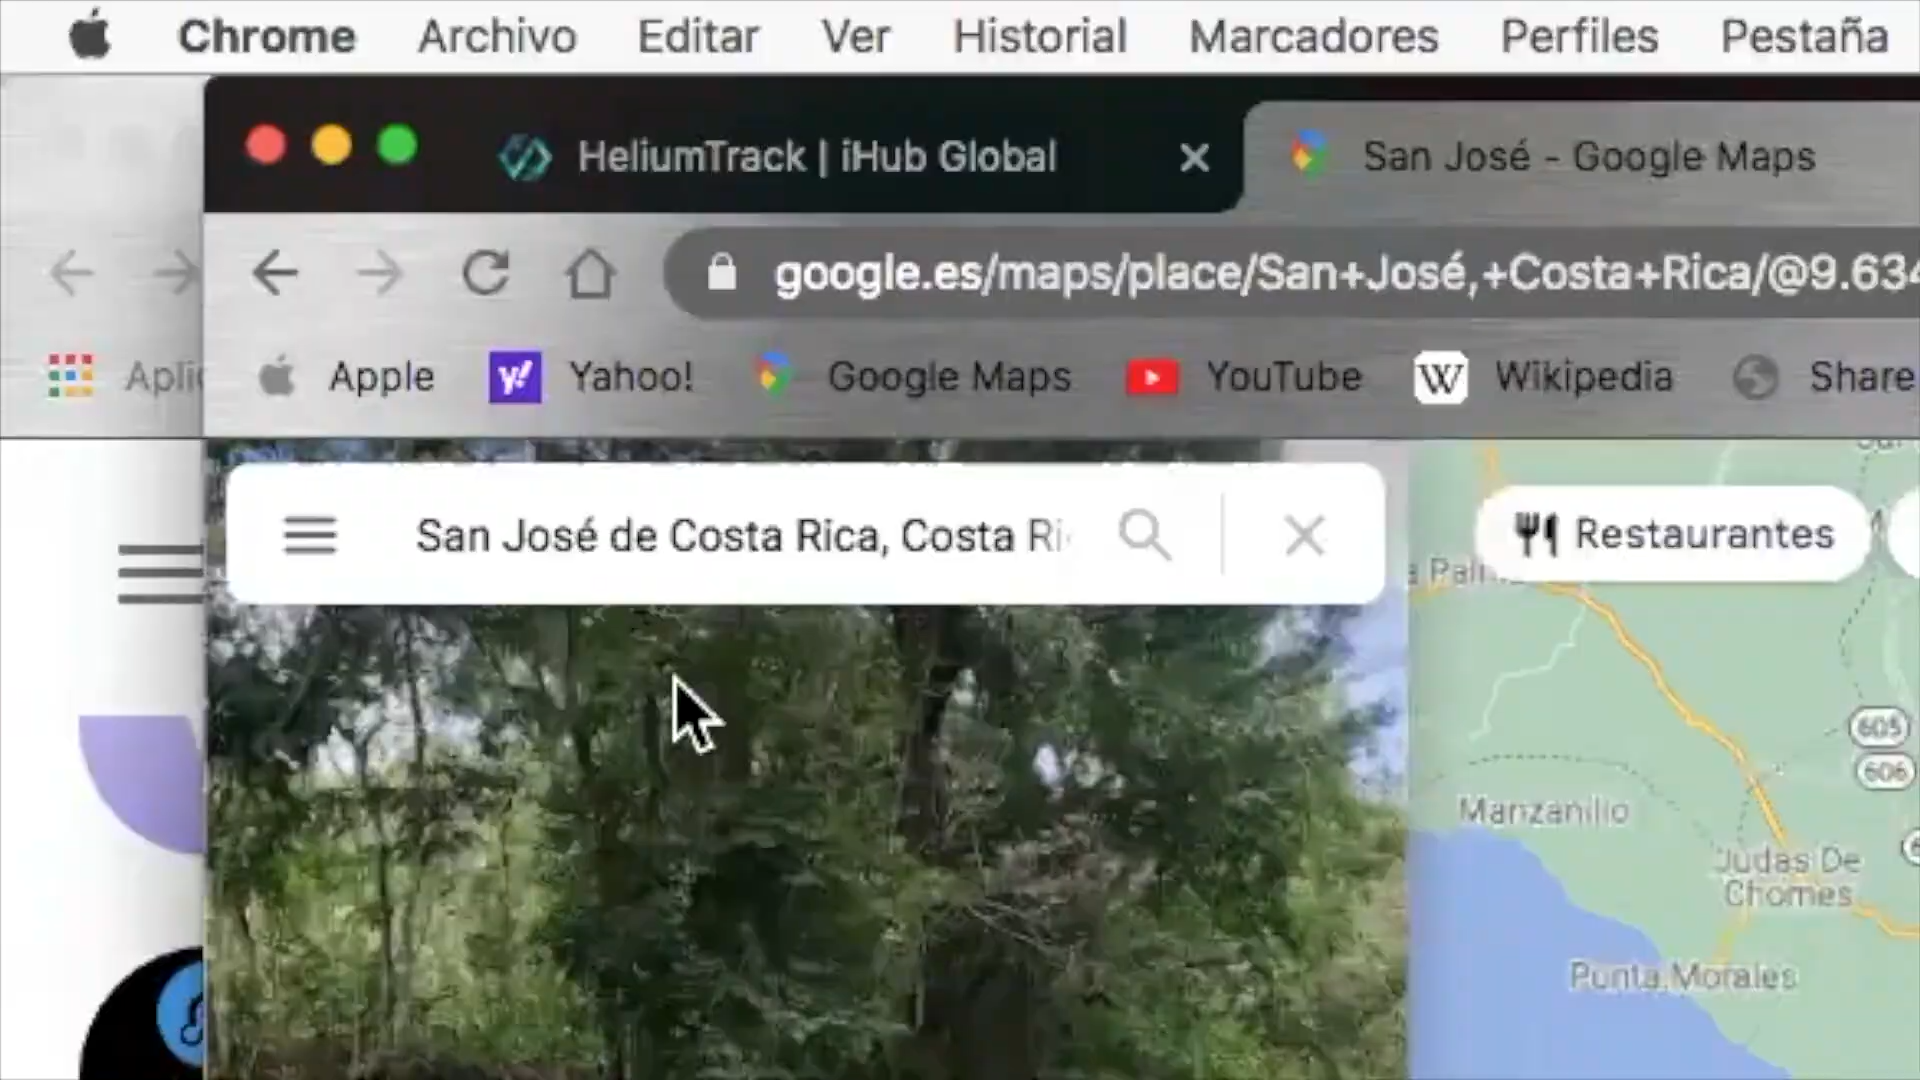 Chrome Archivo Editar Ver Historial Marcadores Perfiles Pestaña
HeliumTrack | iHub Global
San José - Google Maps
google.es/maps/place/San+José,+Costa+Rica/@9.634
Apple Yahoo! Google Maps YouTube Wikipedia Share
San José de Costa Rica, Costa Ri
Restaurantes
605
606
Manzanillo
Judas De
Chomes
Punta Morales